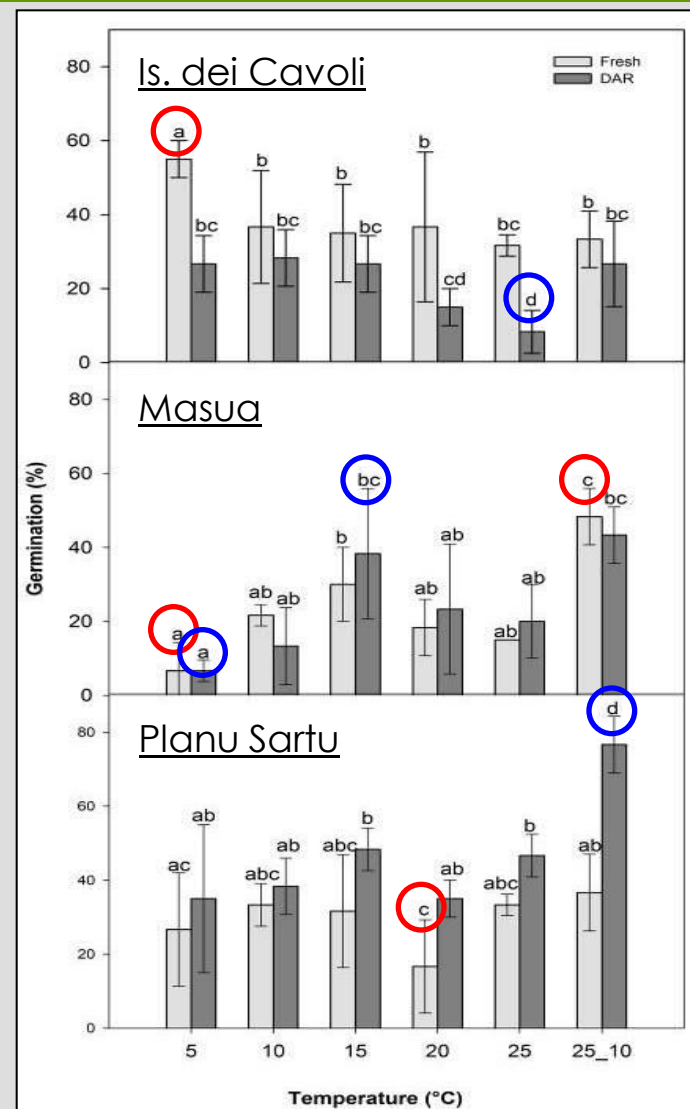 Is. dei Cavoli
Fresh
DAR
80
60
40
20
0
a
bc
b
bc
b
bc
b
cd
bc
d
b
bc
Masua
80
60
40
20
0
a
a
ab
ab
b
bc
ab
ab
ab
ab
c
bc
Planu Sartu
80
60
40
20
0
ac
ab
abc
ab
abc
b
c
ab
abc
b
ab
d
Germination (%)
5 10 15 20 25 25_10
Temperature (°C)